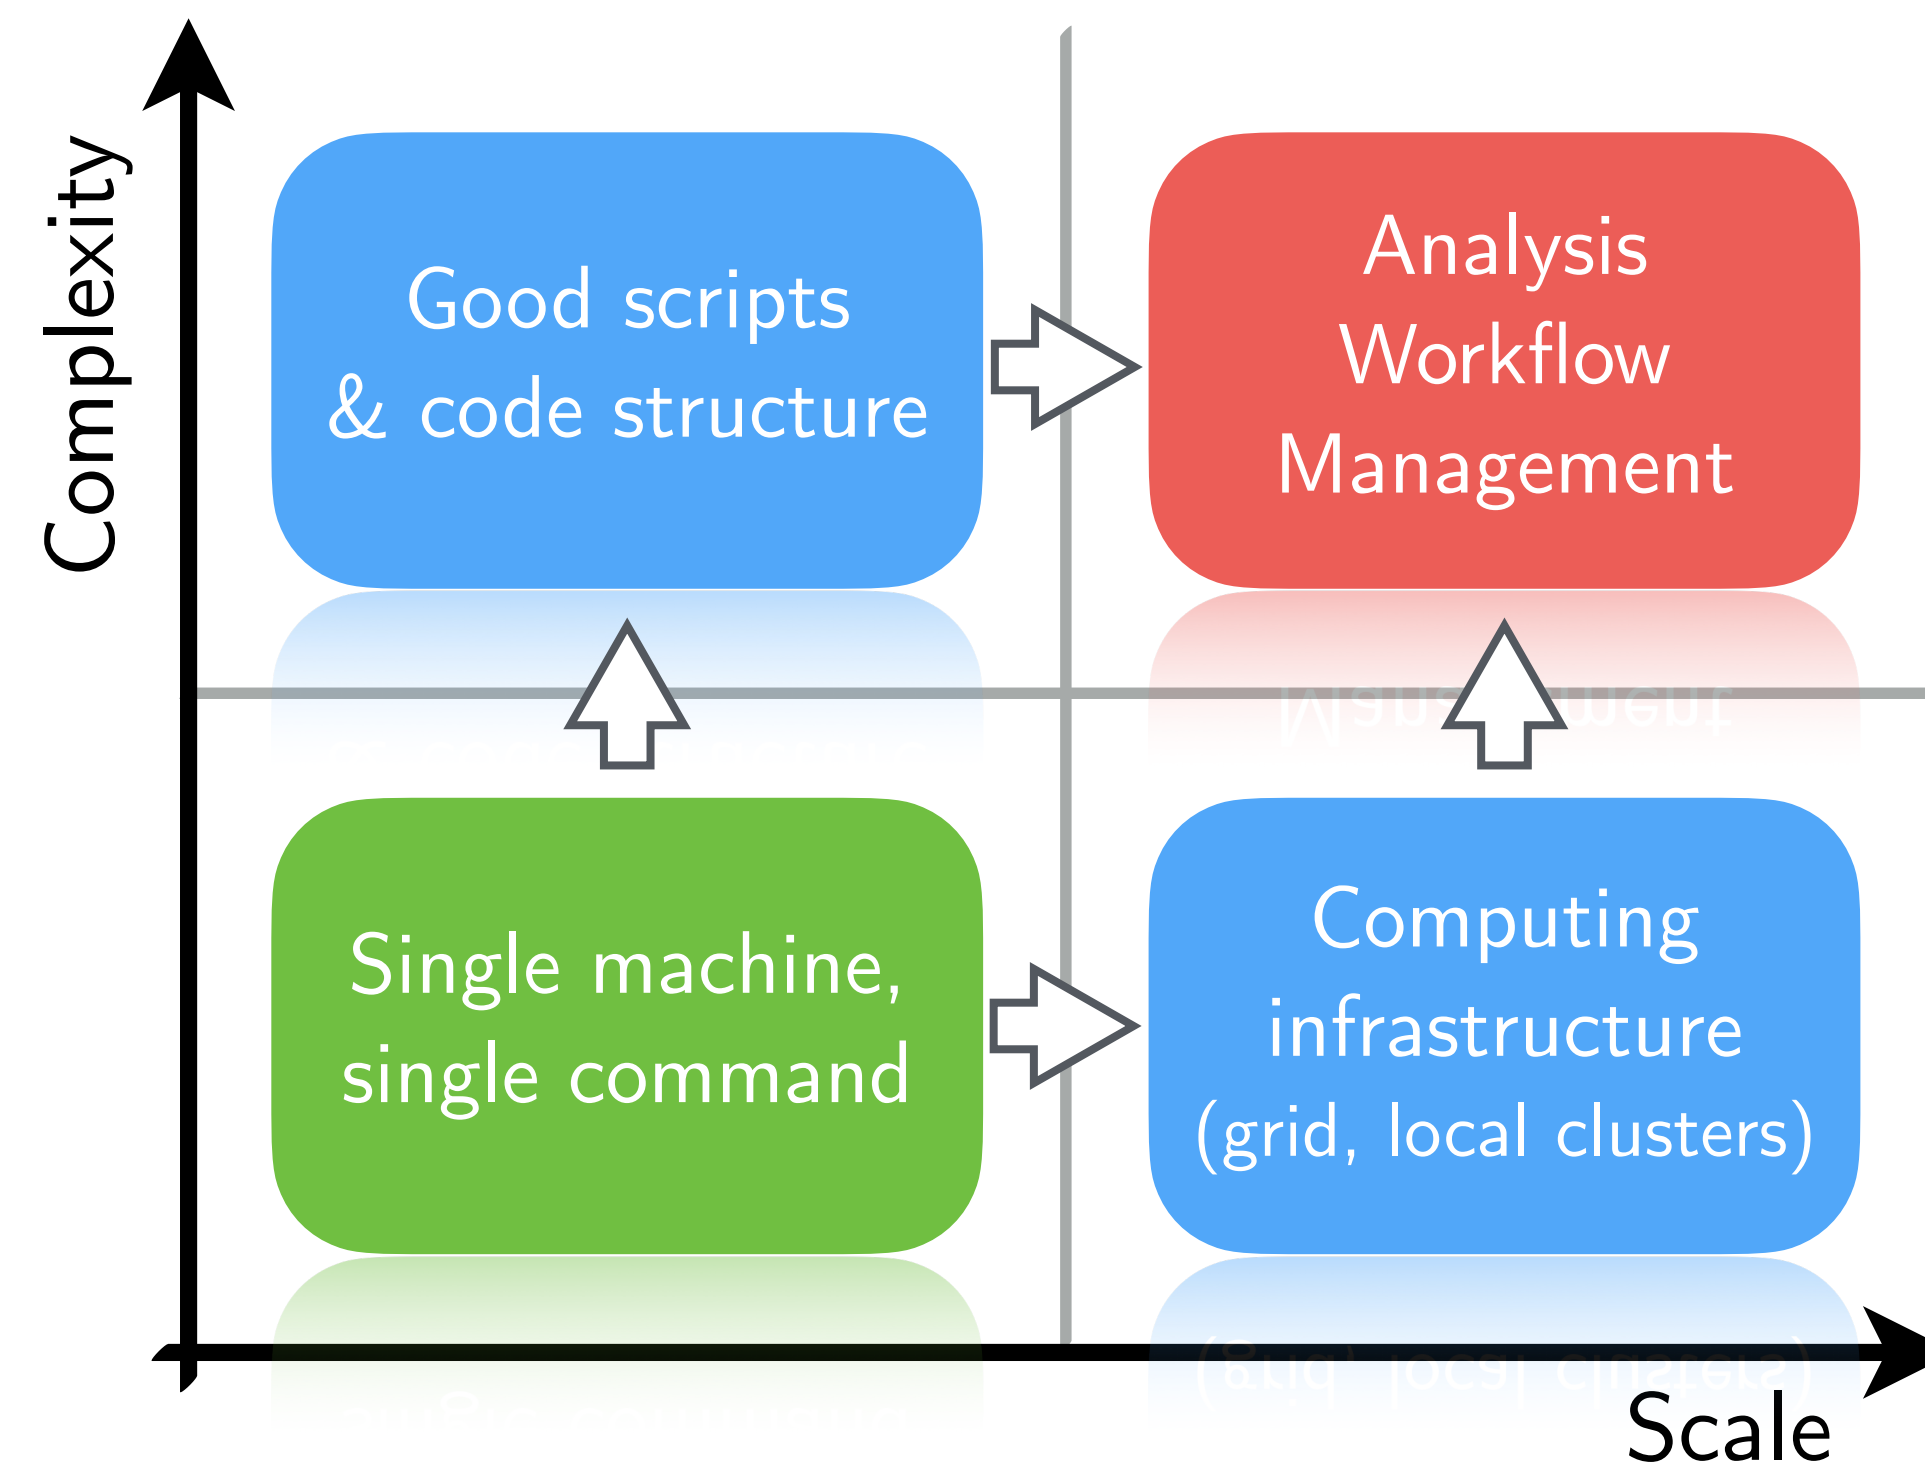 Complexity
Good scripts
& code structure
Analysis
Workflow
Management
Single machine,
single command
Computing
infrastructure
(grid, local clusters)
Scale